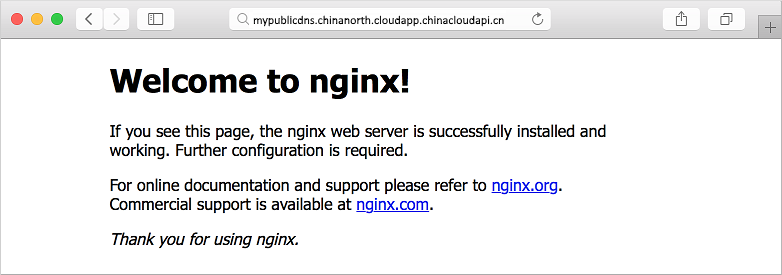 mypublicdns.chinanorth.cloudapp.chinacloudapi.cn
Welcome to nginx!
If you see this page, the nginx web server is successfully installed and
working. Further configuration is required.
For online documentation and support please refer to nginx.org.
Commercial support is available at nginx.com.
Thank you for using nginx.